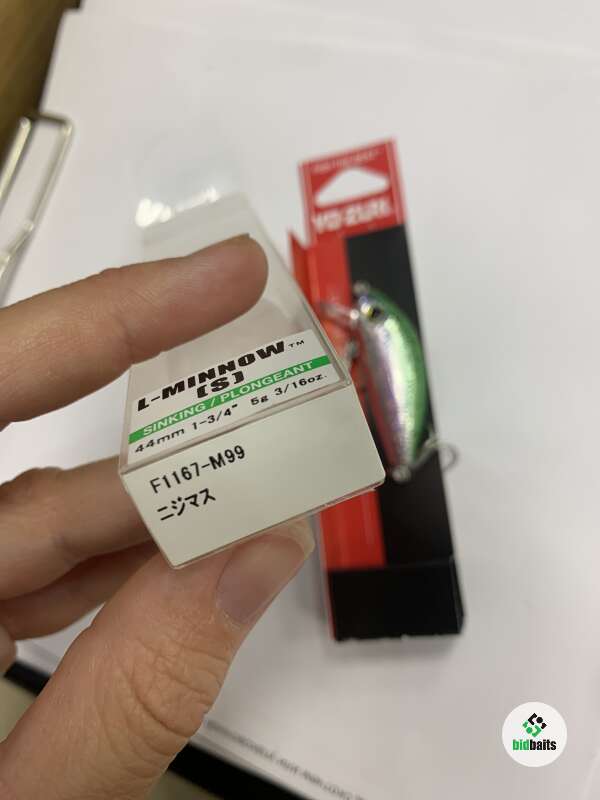 YO-ZURI
L-MINNOW™
(S)
SINKING / PLONGEANT
44mm 1-3/4" 5g 3/16oz.
F1167-M99
ニジマス
bidbaits